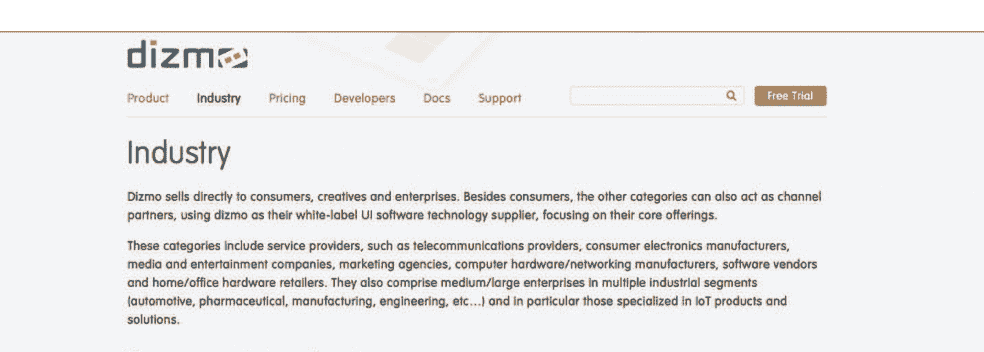 dizmo
Product Industry Pricing Developers Docs Support Free Trial
Industry
Dizmo sells directly to consumers, creatives and enterprises. Besides consumers, the other categories can also act as channel
partners, using dizmo as their white-label UI software technology supplier, focusing on their core offerings.
These categories include service providers, such as telecommunications providers, consumer electronics manufacturers,
media and entertainment companies, marketing agencies, computer hardware/networking manufacturers, software vendors
and home/office hardware retailers. They also comprise medium/large enterprises in multiple industrial segments
(automotive, pharmaceutical, manufacturing, engineering, etc...) and in particular those specialized in IoT products and
solutions.